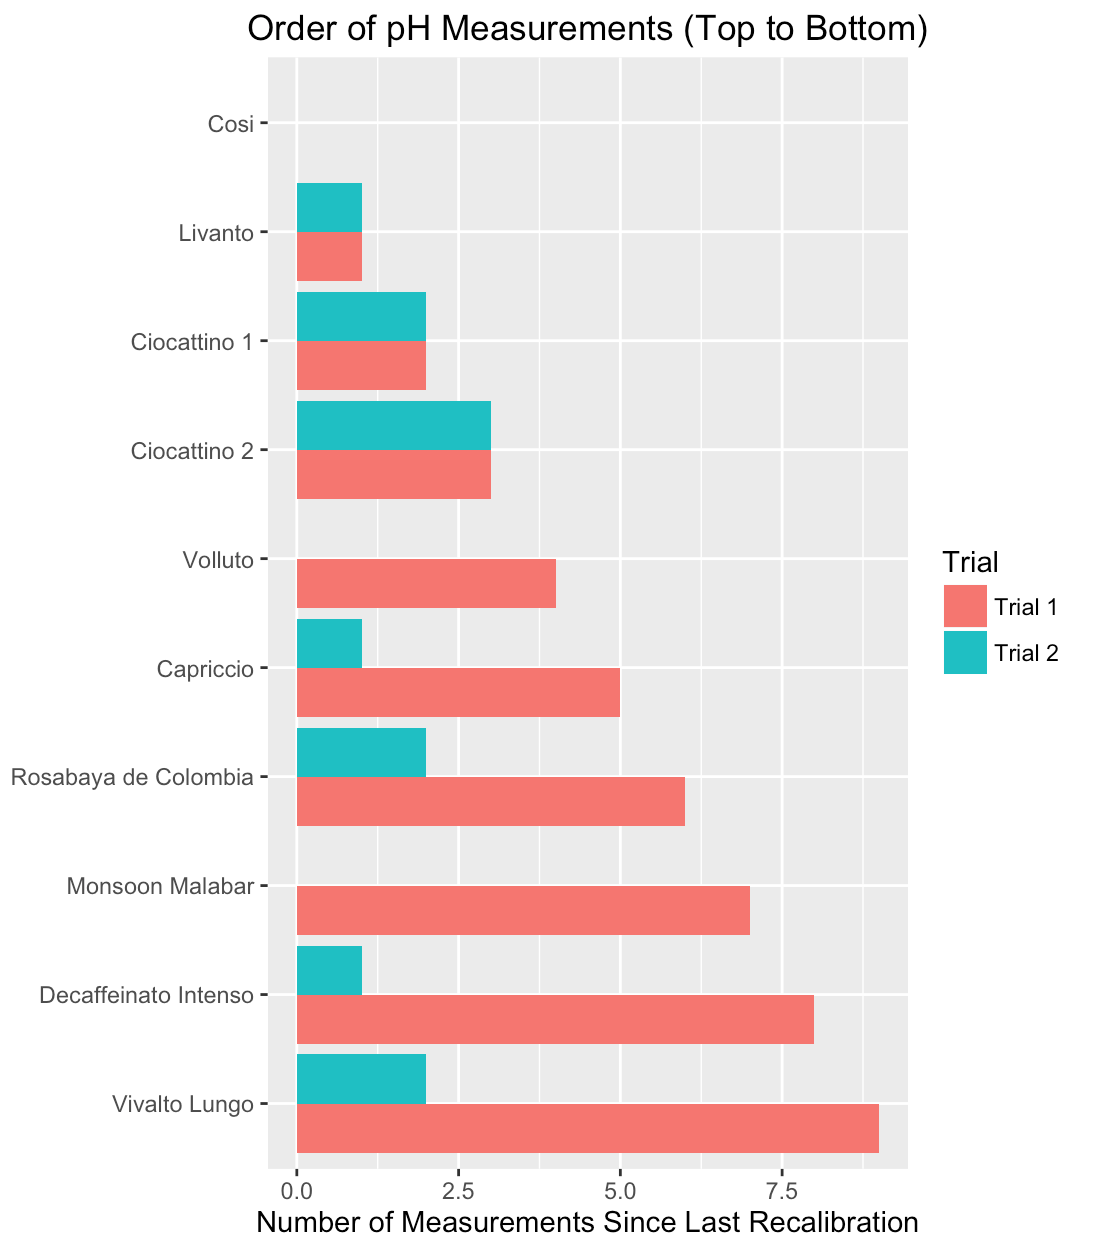 Order of pH Measurements (Top to Bottom)
Cosi
Livanto
Ciocattino 1
Ciocattino 2
Volluto
Capriccio
Rosabaya de Colombia
Monsoon Malabar
Decaffeinato Intenso
Vivalto Lungo
0.0 2.5 5.0 7.5
Number of Measurements Since Last Recalibration
Trial
Trial 1
Trial 2